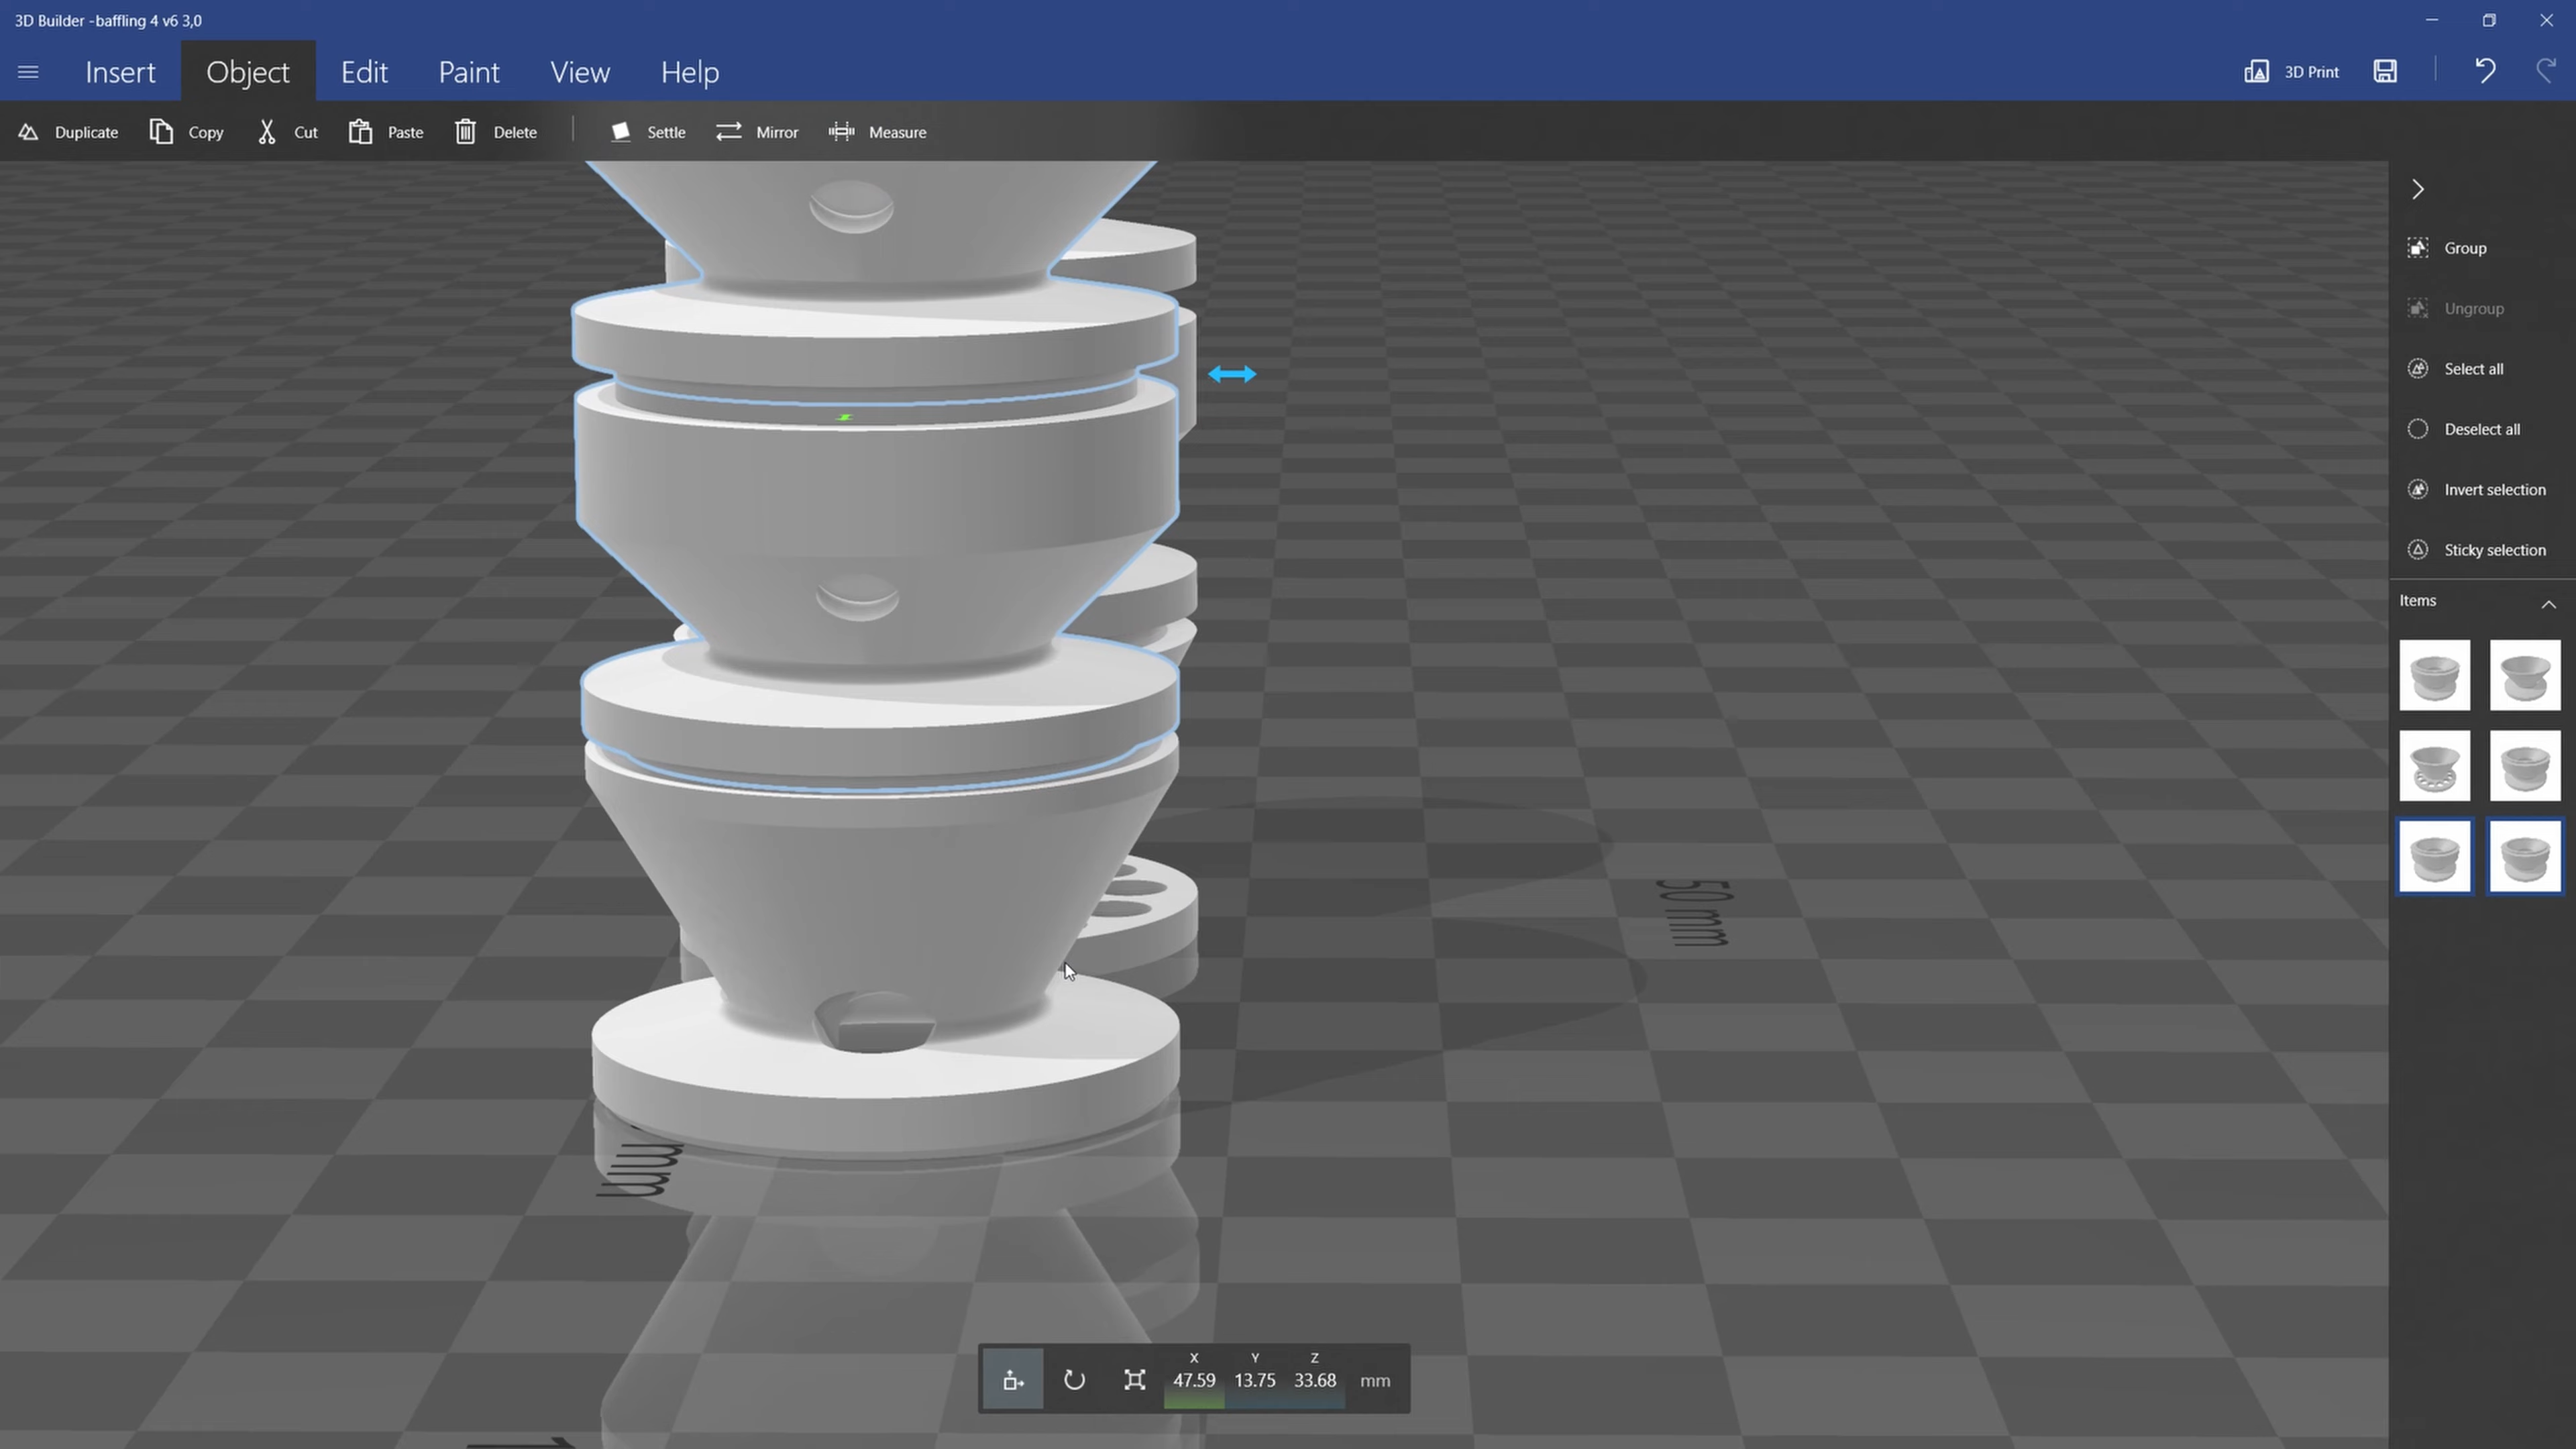 3D Builder -baffling 4 v6 3,0
Insert
Object
Edit
Paint
View
Help
3D Print
Duplicate
Copy
Cut
Paste
Delete
Settle
Mirror
Measure
Group
Ungroup
Select all
Deselect all
Invert selection
Sticky selection
Items
50 mm
mm
X Y Z
47.59 13.75 33.68 mm